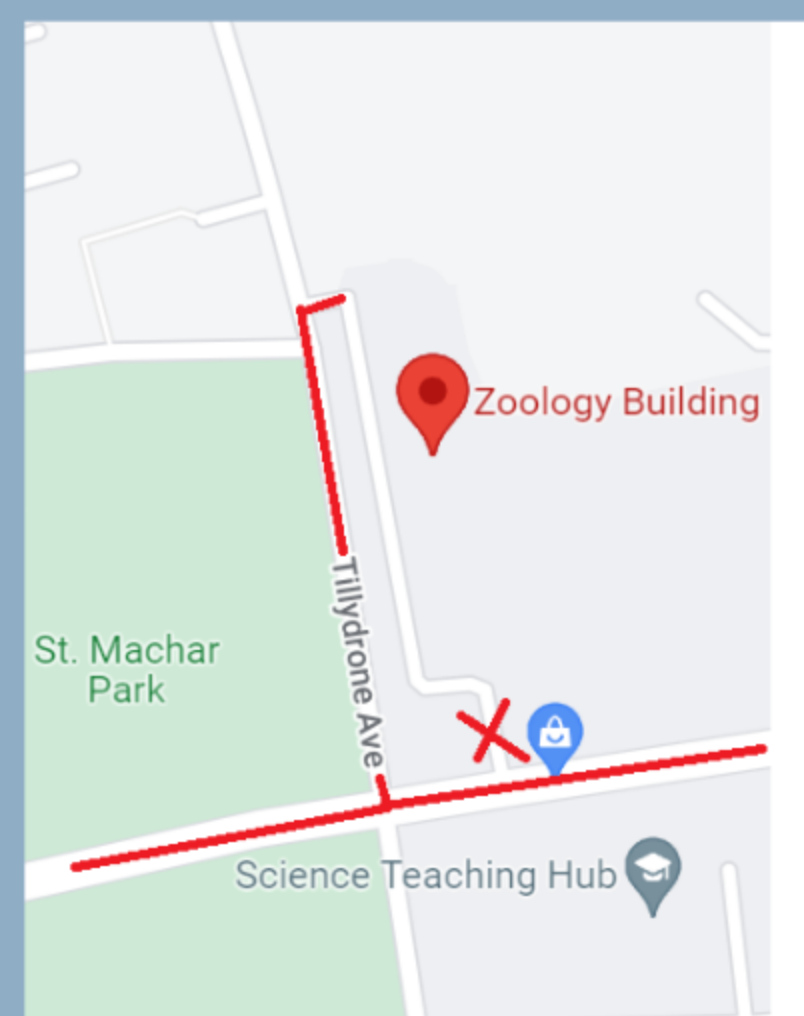 Zoology Building
Tillydrone Ave
St. Machar
Park
Science Teaching Hub